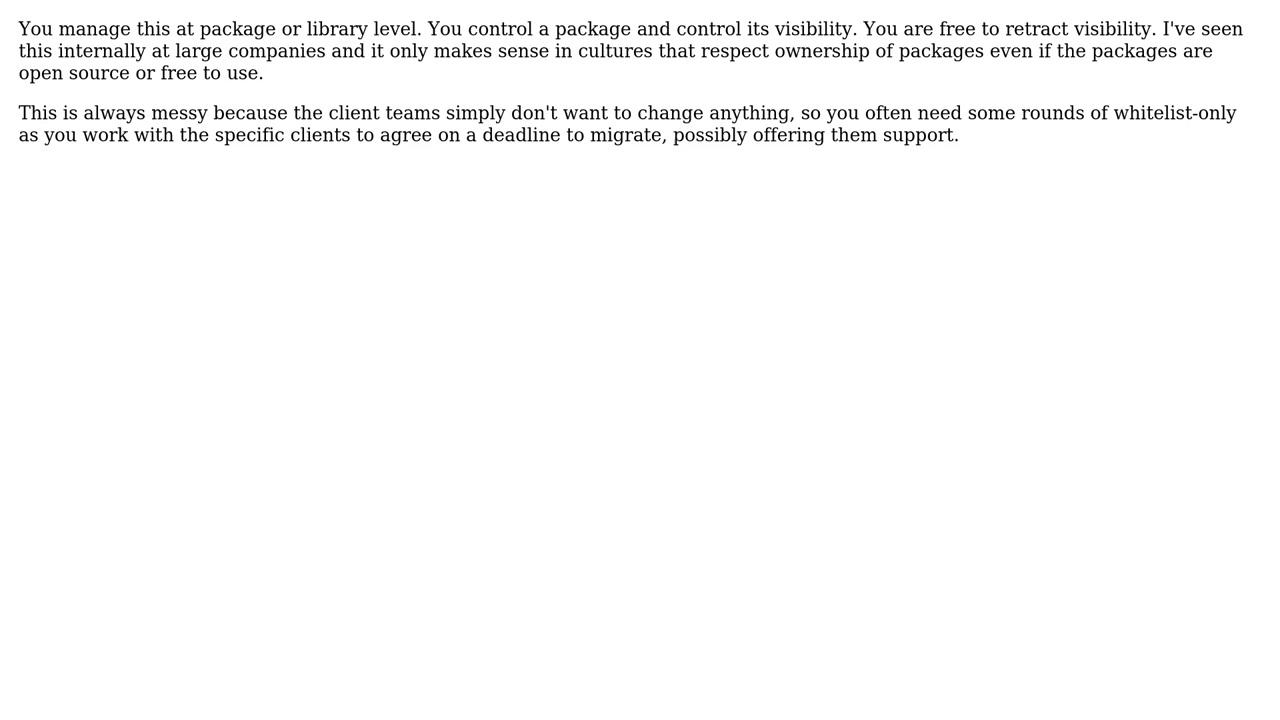 You manage this at package or library level. You control a package and control its visibility. You are free to retract visibility. I've seen
this internally at large companies and it only makes sense in cultures that respect ownership of packages even if the packages are
open source or free to use.
This is always messy because the client teams simply don't want to change anything, so you often need some rounds of whitelist-only
as you work with the specific clients to agree on a deadline to migrate, possibly offering them support.